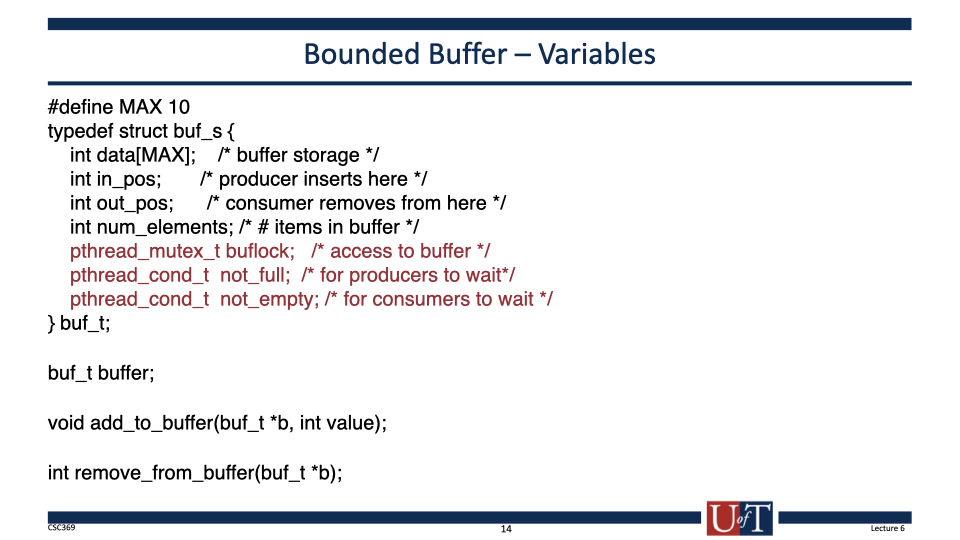 Bounded Buffer – Variables
#define MAX 10
typedef struct buf_s {
int data[MAX]; /* buffer storage */
int in_pos; /* producer inserts here */
int out_pos; /* consumer removes from here */
int num_elements; /* # items in buffer */
pthread_mutex_t buflock; /* access to buffer */
pthread_cond_t not_full; /* for producers to wait*/
pthread_cond_t not_empty; /* for consumers to wait */
} buf_t;
buf_t buffer;
void add_to_buffer(buf_t *b, int value);
int remove_from_buffer(buf_t *b);
CSC369
14
U of T
Lecture 6